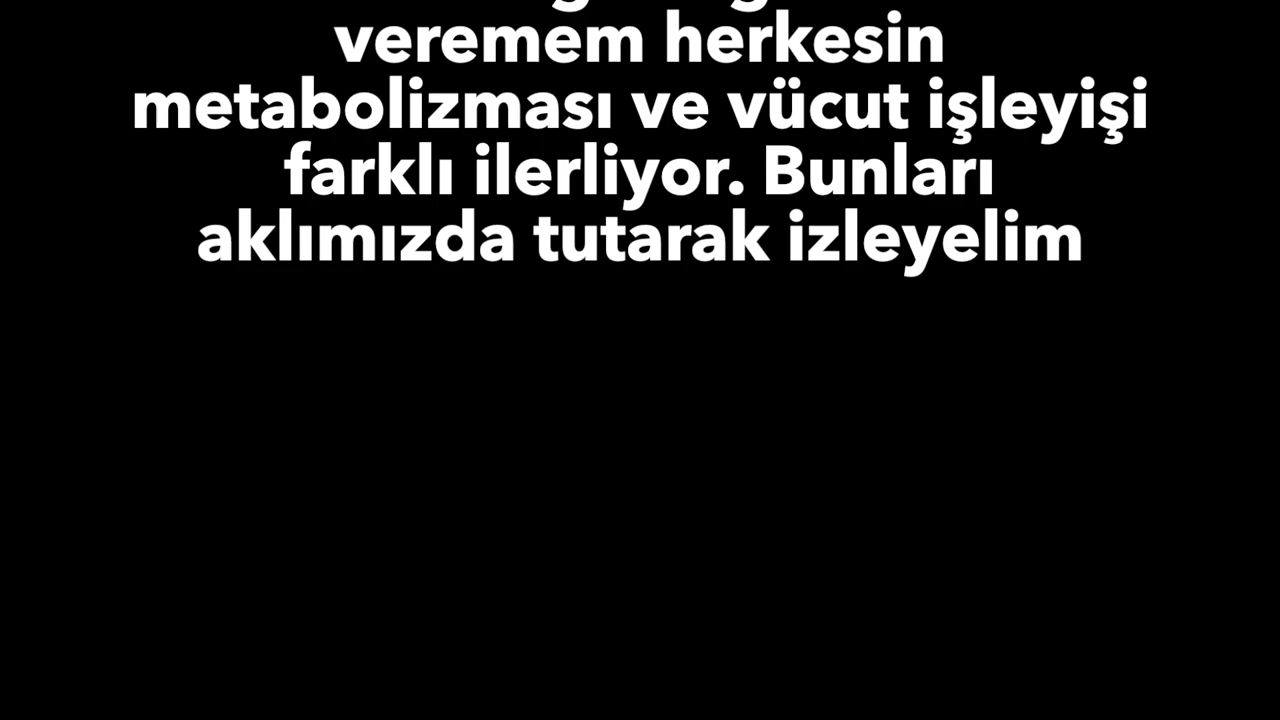 veremem herkesin
metabolizması ve vücut işleyişi
farklı ilerliyor. Bunları
aklımızda tutarak izleyelim